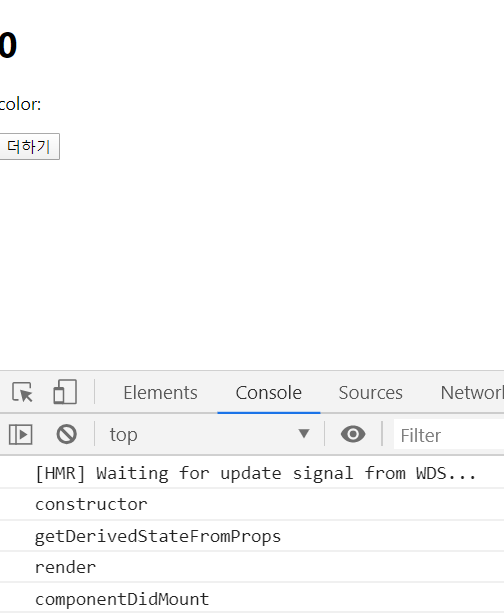 0
color:
더하기
Elements Console Sources Network
top Filter
[HMR] Waiting for update signal from WDS...
constructor
getDerivedStateFromProps
render
componentDidMount